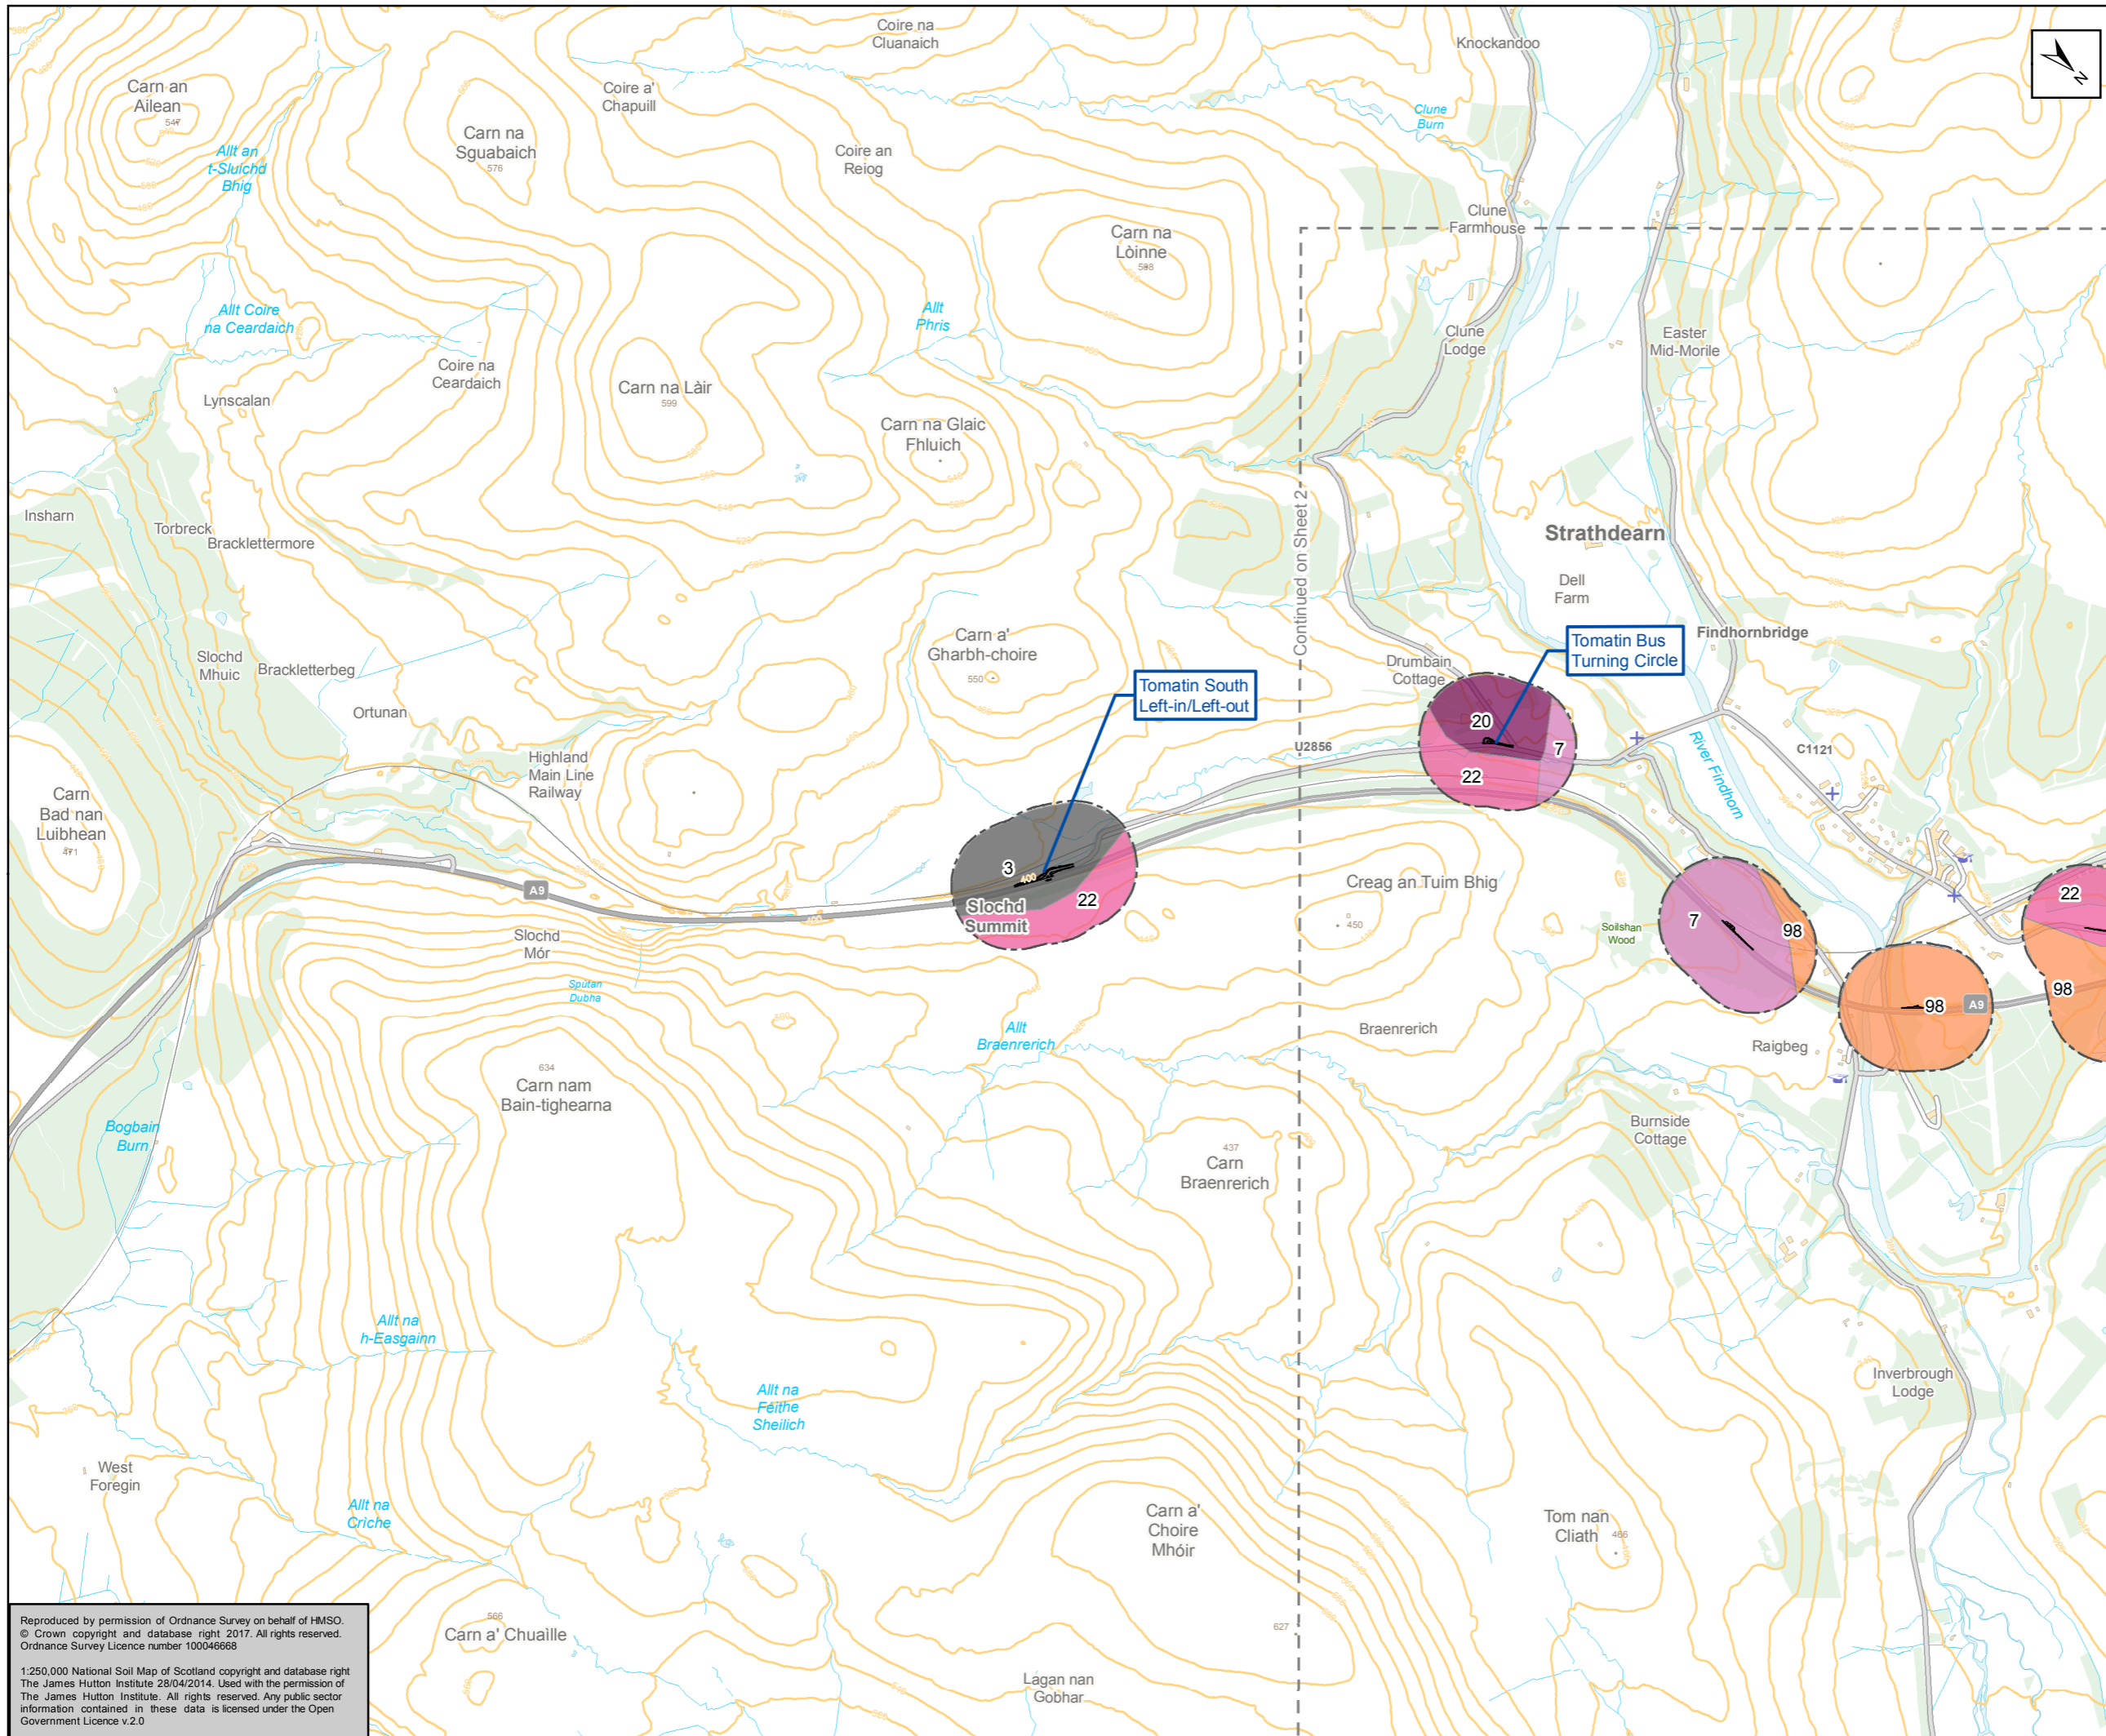 Coire na
Cluanaich
Knockandoo
N
Carn an
Ailean
547
Coire a'
Chapuill
Carn na
Sguabaich
576
Clune
Burn
Allt an
t-Sluichd
Bhig
Coire an
Reiog
Clune
Farmhouse
Carn na
Lòinne
598
Allt Coire
na Ceardaich
Allt
Phris
Clune
Lodge
Easter
Mid-Morile
Coire na
Ceardaich
Carn na Làir
599
Lynscalan
Carn na Glaic
Fhluich
Continued on Sheet 2
Insharn
Torbreck
Bracklettermore
Strathdearn
Dell
Farm
Carn a'
Gharbh-choire
550
Findhornbridge
Tomatin Bus
Turning Circle
Slochd
Mhuic
Brackletterbeg
Drumbain
Cottage
Tomatin South
Left-in/Left-out
Ortunan
20
7
22
U2856
C1121
River Findhorn
Highland
Main Line
Railway
Carn
Bad nan
Luibhean
471
A9
3
400
22
Slochd
Summit
Creag an Tuim Bhig
450
Soilshan
Wood
7
98
22
98
Slochd
Mór
Spùtan
Dubha
98
A9
Allt
Braenrerich
Braenrerich
Raigbeg
634
Carn nam
Bain-tighearna
Bogbain
Burn
Burnside
Cottage
437
Carn
Braenrerich
Allt na
h-Easgainn
Allt na
Féithe
Sheilich
Inverbrough
Lodge
West
Foregin
Allt na
Criche
Carn a'
Choire
Mhóir
Tom nan
Cliath
466
566
Carn a' Chuaille
627
Lagan nan
Gobhar
Reproduced by permission of Ordnance Survey on behalf of HMSO.
© Crown copyright and database right 2017. All rights reserved.
Ordnance Survey Licence number 100046668
1:250,000 National Soil Map of Scotland copyright and database right
The James Hutton Institute 28/04/2014. Used with the permission of
The James Hutton Institute. All rights reserved. Any public sector
information contained in these data is licensed under the Open
Government Licence v.2.0